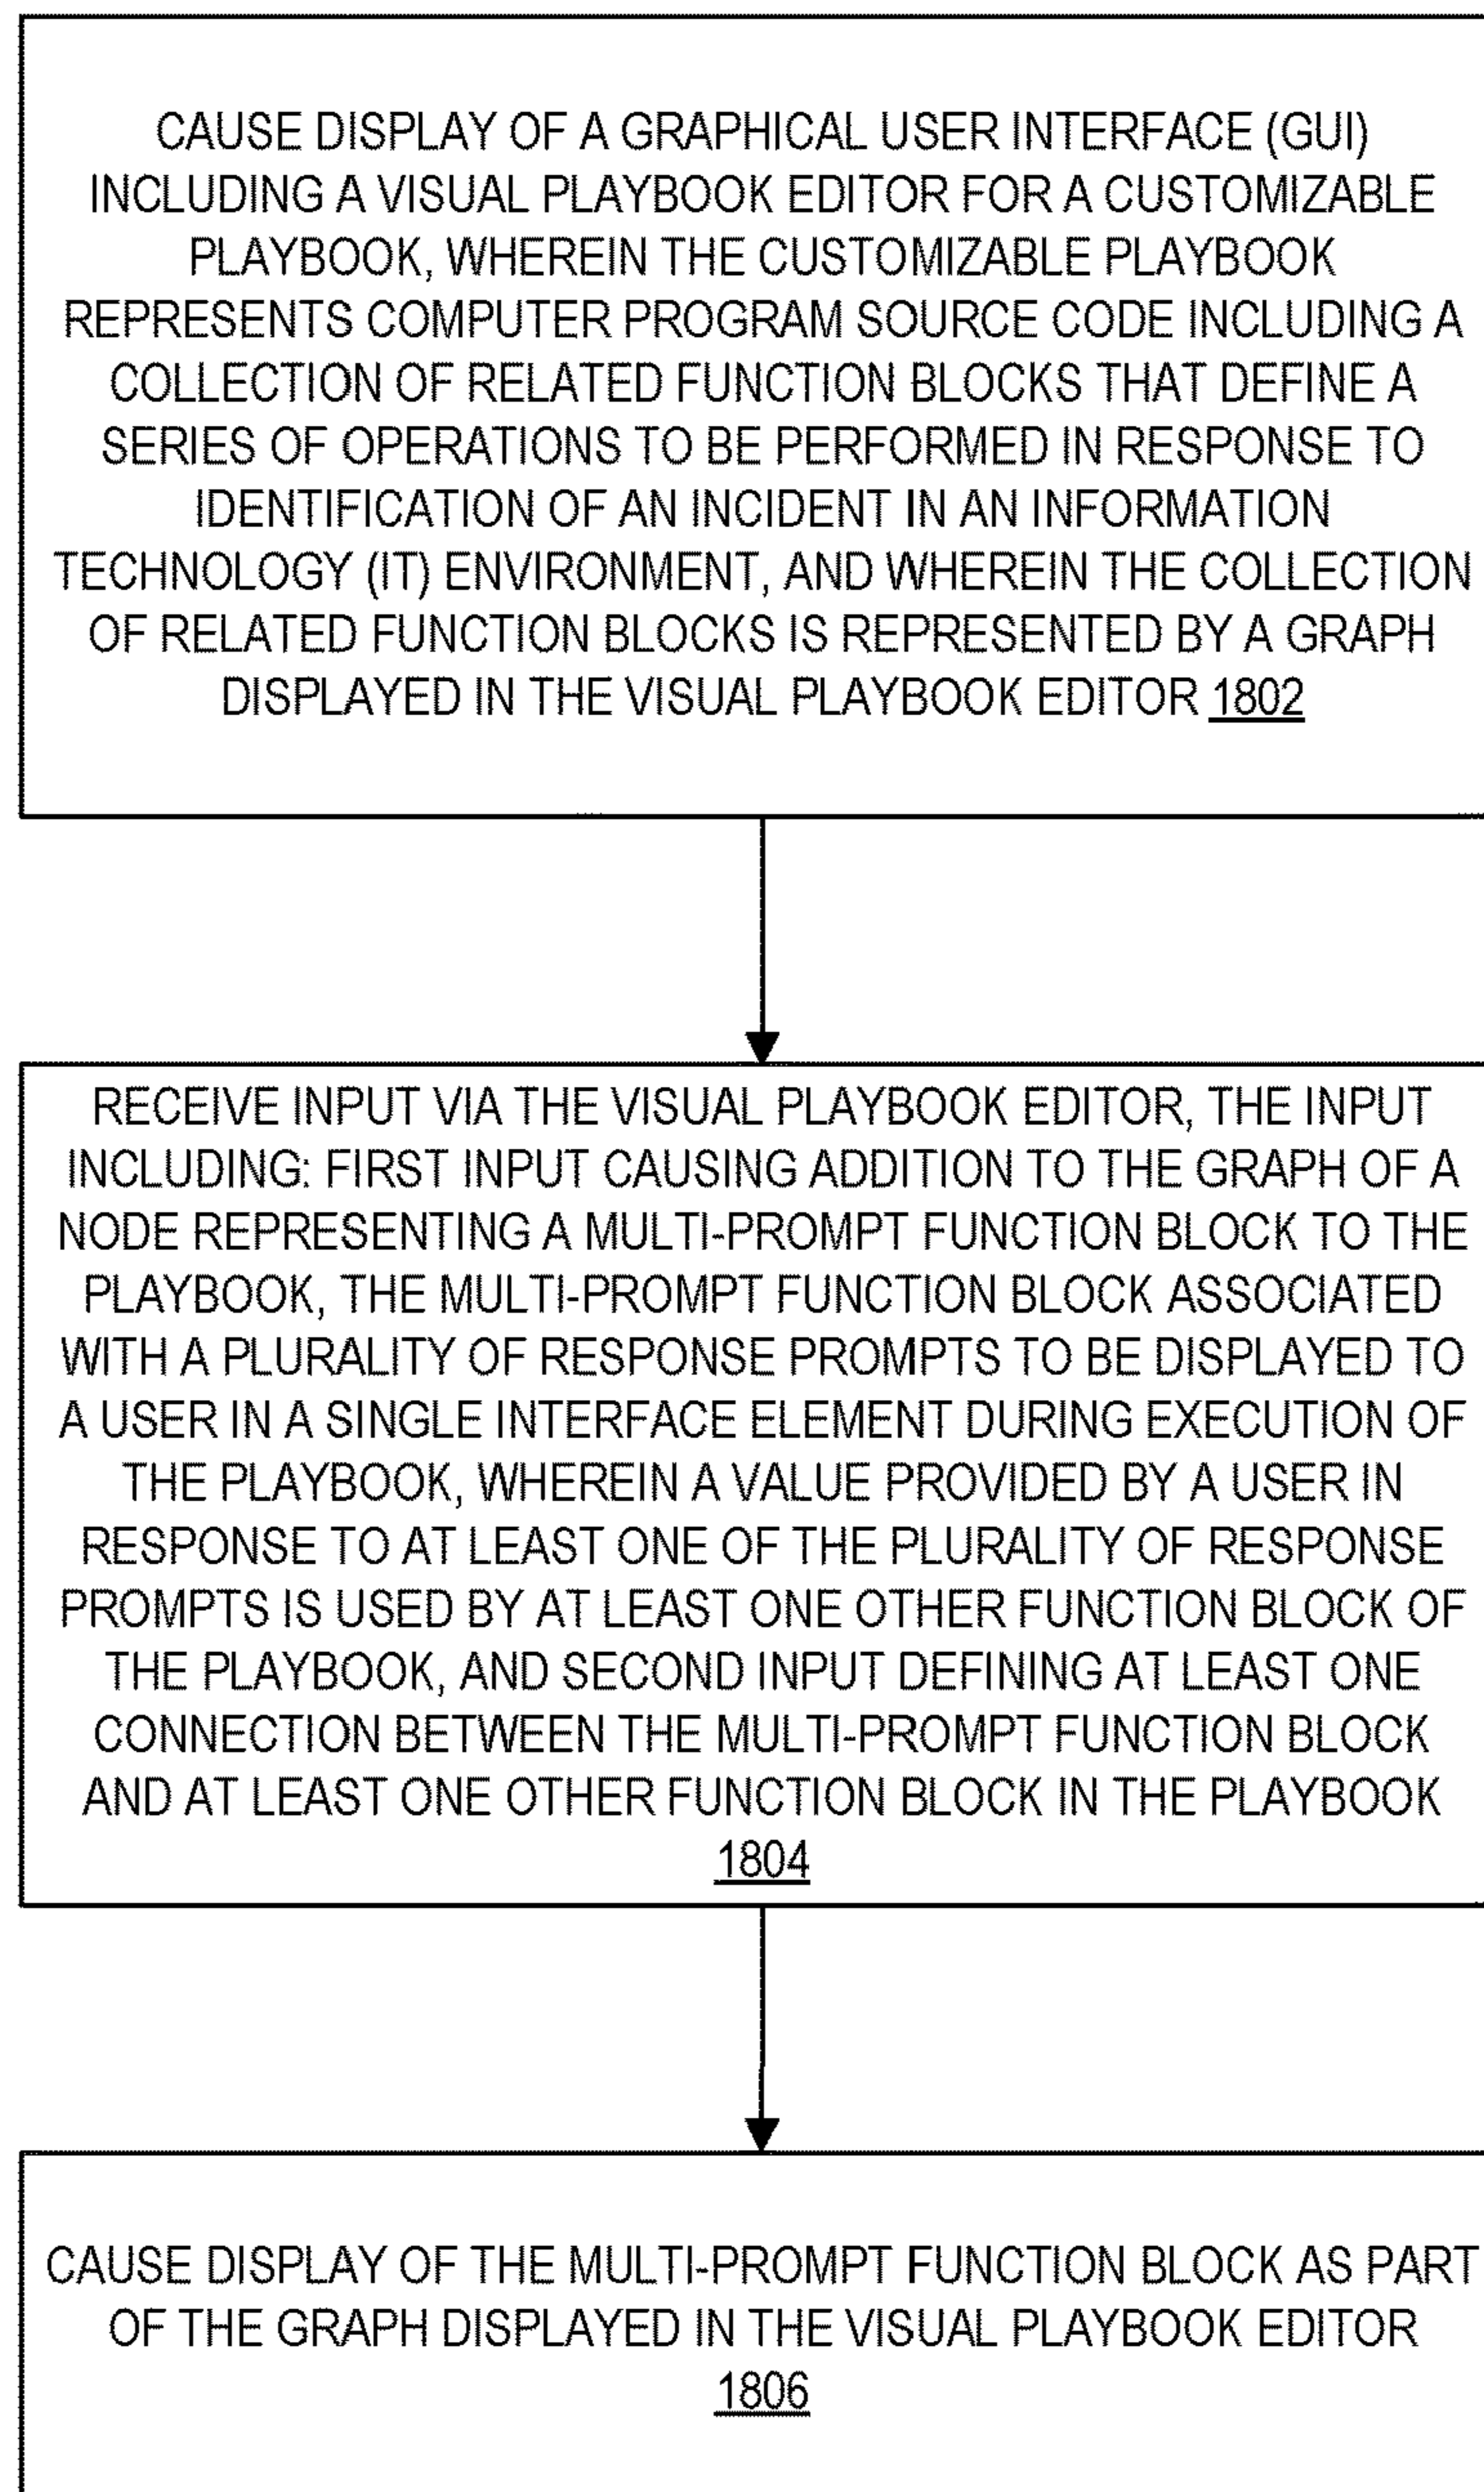 CAUSE DISPLAY OF A GRAPHICAL USER INTERFACE (GUI)
INCLUDING A VISUAL PLAYBOOK EDITOR FOR A CUSTOMIZABLE
PLAYBOOK, WHEREIN THE CUSTOMIZABLE PLAYBOOK
REPRESENTS COMPUTER PROGRAM SOURCE CODE INCLUDING A
COLLECTION OF RELATED FUNCTION BLOCKS THAT DEFINE A
SERIES OF OPERATIONS TO BE PERFORMED IN RESPONSE TO
IDENTIFICATION OF AN INCIDENT IN AN INFORMATION
TECHNOLOGY (IT) ENVIRONMENT, AND WHEREIN THE COLLECTION
OF RELATED FUNCTION BLOCKS IS REPRESENTED BY A GRAPH
DISPLAYED IN THE VISUAL PLAYBOOK EDITOR 1802
RECEIVE INPUT VIA THE VISUAL PLAYBOOK EDITOR, THE INPUT
INCLUDING: FIRST INPUT CAUSING ADDITION TO THE GRAPH OF A
NODE REPRESENTING A MULTI-PROMPT FUNCTION BLOCK TO THE
PLAYBOOK, THE MULTI-PROMPT FUNCTION BLOCK ASSOCIATED
WITH A PLURALITY OF RESPONSE PROMPTS TO BE DISPLAYED TO
A USER IN A SINGLE INTERFACE ELEMENT DURING EXECUTION OF
THE PLAYBOOK, WHEREIN A VALUE PROVIDED BY A USER IN
RESPONSE TO AT LEAST ONE OF THE PLURALITY OF RESPONSE
PROMPTS IS USED BY AT LEAST ONE OTHER FUNCTION BLOCK OF
THE PLAYBOOK, AND SECOND INPUT DEFINING AT LEAST ONE
CONNECTION BETWEEN THE MULTI-PROMPT FUNCTION BLOCK
AND AT LEAST ONE OTHER FUNCTION BLOCK IN THE PLAYBOOK
1804
CAUSE DISPLAY OF THE MULTI-PROMPT FUNCTION BLOCK AS PART
OF THE GRAPH DISPLAYED IN THE VISUAL PLAYBOOK EDITOR
1806